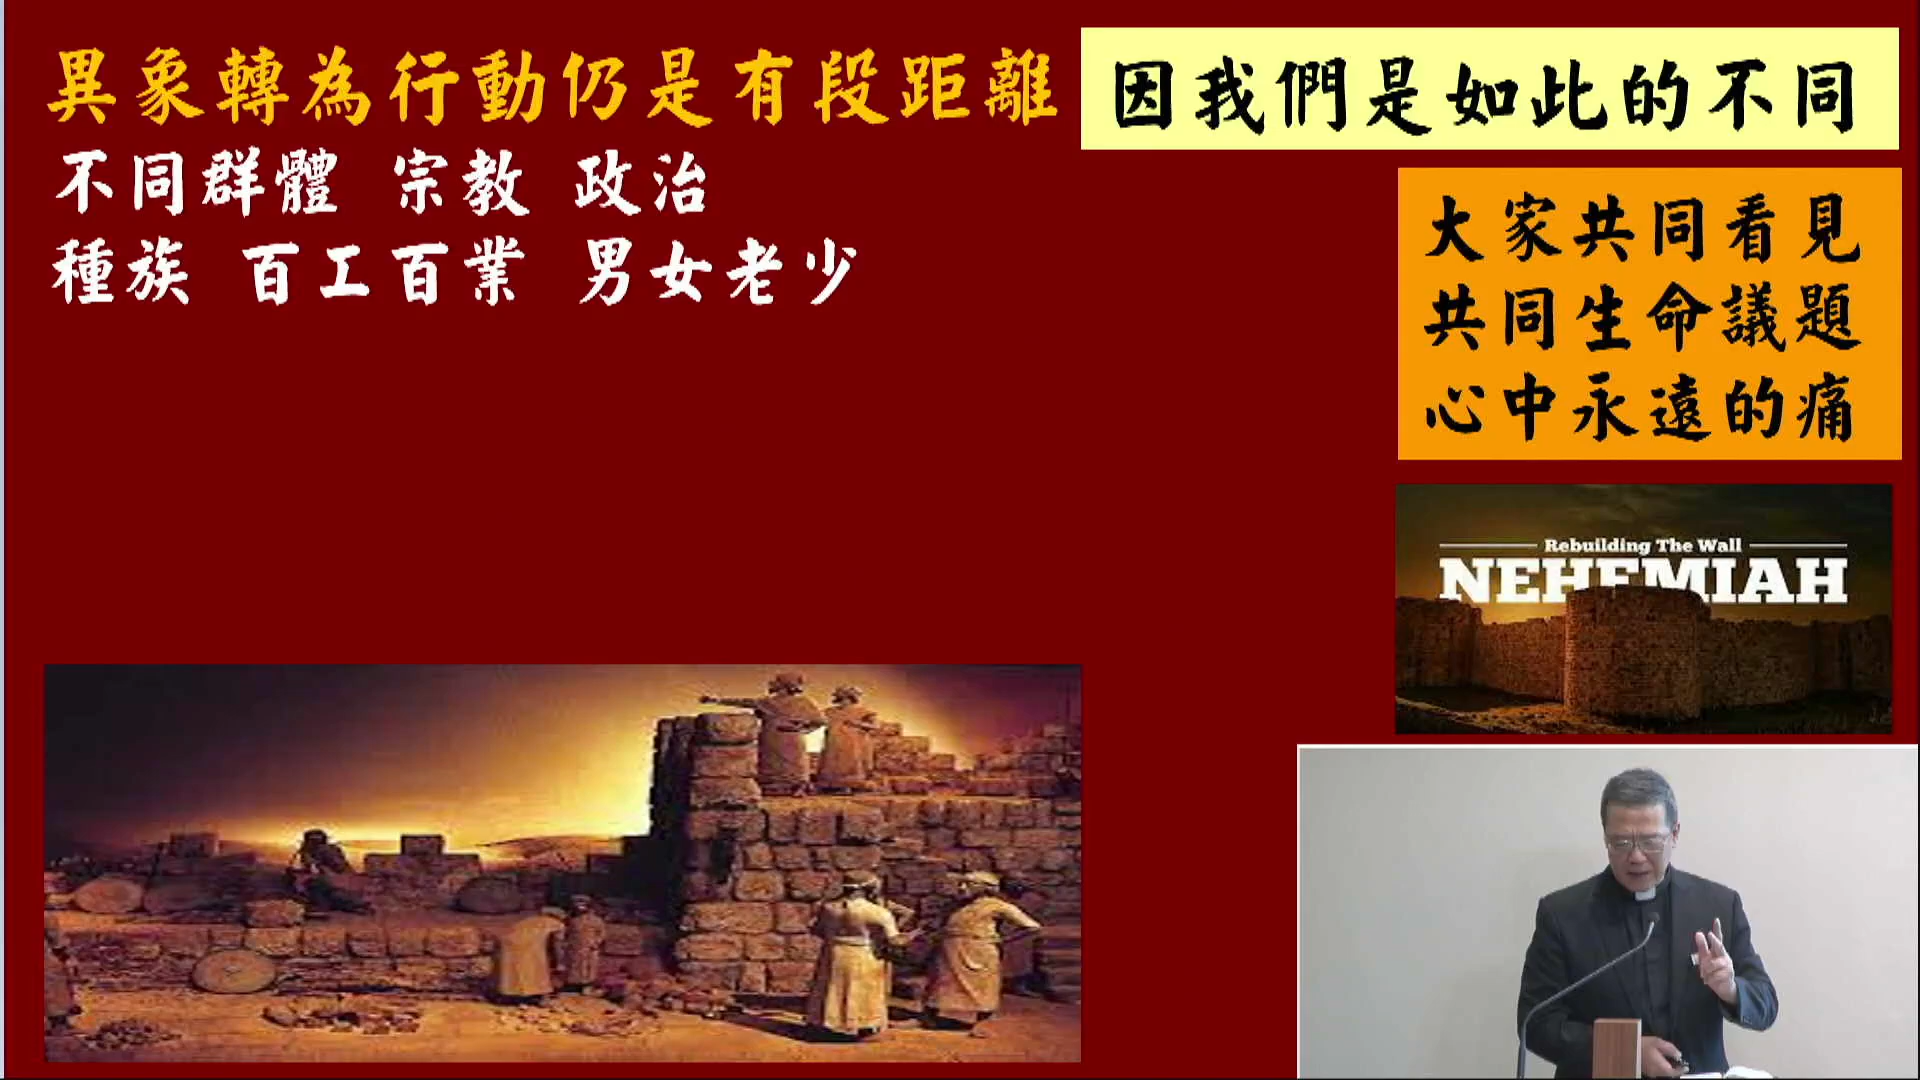 異象轉為行動仍是有段距離
因我們是如此的不同
不同群體 宗教 政治
種族 百工百業 男女老少
大家共同看見
共同生命議題
心中永遠的痛
Rebuilding The Wall
NEHEMIAH